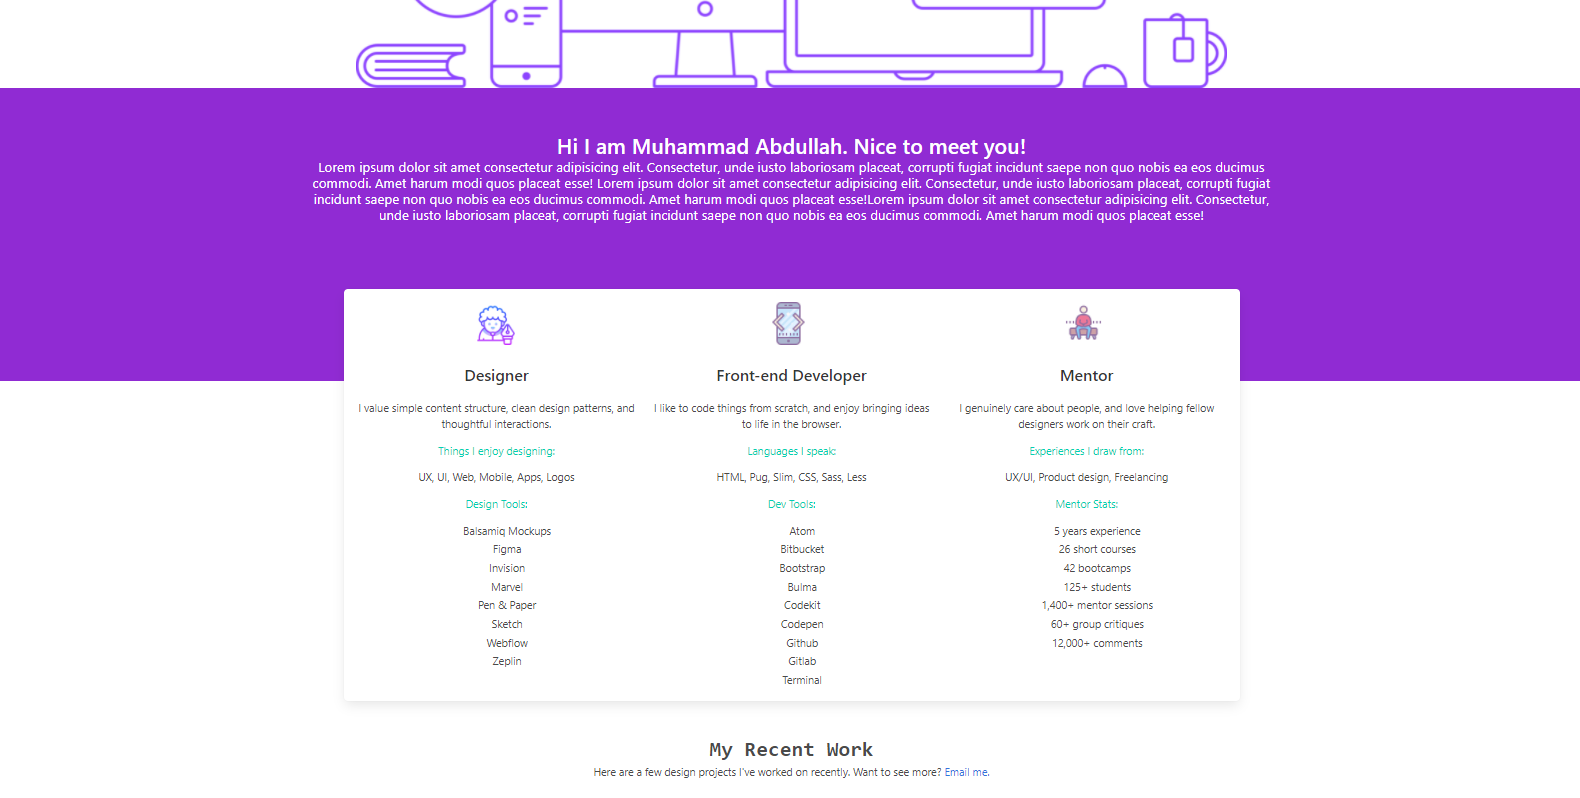 Hi I am Muhammad Abdullah. Nice to meet you!
Lorem ipsum dolor sit amet consectetur adipisicing elit. Consectetur, unde iusto laboriosam placeat, corrupti fugiat incidunt saepe non quo nobis ea eos ducimus
commodi. Amet harum modi quos placeat esse! Lorem ipsum dolor sit amet consectetur adipisicing elit. Consectetur, unde iusto laboriosam placeat, corrupti fugiat
incidunt saepe non quo nobis ea eos ducimus commodi. Amet harum modi quos placeat esse!Lorem ipsum dolor sit amet consectetur adipisicing elit. Consectetur,
unde iusto laboriosam placeat, corrupti fugiat incidunt saepe non quo nobis ea eos ducimus commodi. Amet harum modi quos placeat esse!
Designer
I value simple content structure, clean design patterns, and
thoughtful interactions.
Things I enjoy designing:
UX, UI, Web, Mobile, Apps, Logos
Design Tools:
Balsamiq Mockups
Figma
Invision
Marvel
Pen & Paper
Sketch
Webflow
Zeplin
Front-end Developer
I like to code things from scratch, and enjoy bringing ideas
to life in the browser.
Languages I speak:
HTML, Pug, Slim, CSS, Sass, Less
Dev Tools:
Atom
Bitbucket
Bootstrap
Bulma
Codekit
Codepen
Github
Gitlab
Terminal
Mentor
I genuinely care about people, and love helping fellow
designers work on their craft.
Experiences I draw from:
UX/UI, Product design, Freelancing
Mentor Stats:
5 years experience
26 short courses
42 bootcamps
125+ students
1,400+ mentor sessions
60+ group critiques
12,000+ comments
My Recent Work
Here are a few design projects I've worked on recently. Want to see more? Email me.